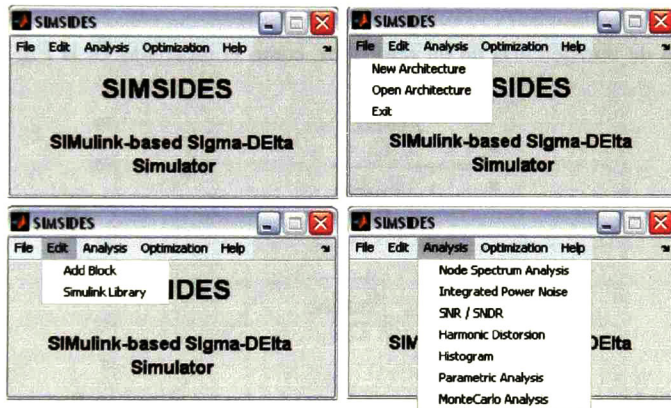 SIMSIDES
File Edit Analysis Optimization Help
SIMSIDES
SIMulink-based SIgma-DElta
Simulator
SIMSIDES
File Edit Analysis Optimization Help
New Architecture
Open Architecture
Exit
SIDES
SIMulink-based SIgma-DElta
Simulator
SIMSIDES
File Edit Analysis Optimization Help
Add Block
Simulink Library
IDES
SIMulink-based SIgma-DElta
Simulator
SIMSIDES
File Edit Analysis Optimization Help
Node Spectrum Analysis
Integrated Power Noise
SNR / SNDR
Harmonic Distorsion
Histogram
Parametric Analysis
MonteCarlo Analysis
SIM
DElta